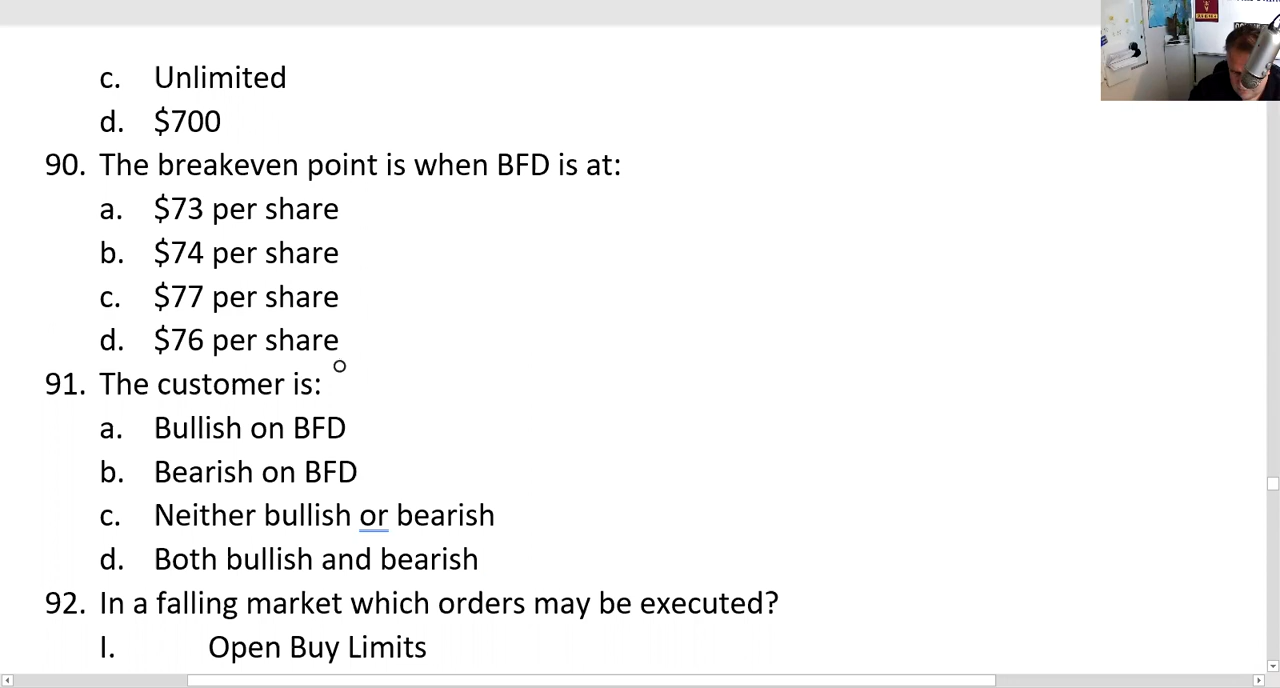 c. Unlimited
d. $700
90. The breakeven point is when BFD is at:
a. $73 per share
b. $74 per share
c. $77 per share
d. $76 per share
91. The customer is:
a. Bullish on BFD
b. Bearish on BFD
c. Neither bullish or bearish
d. Both bullish and bearish
92. In a falling market which orders may be executed?
I. Open Buy Limits